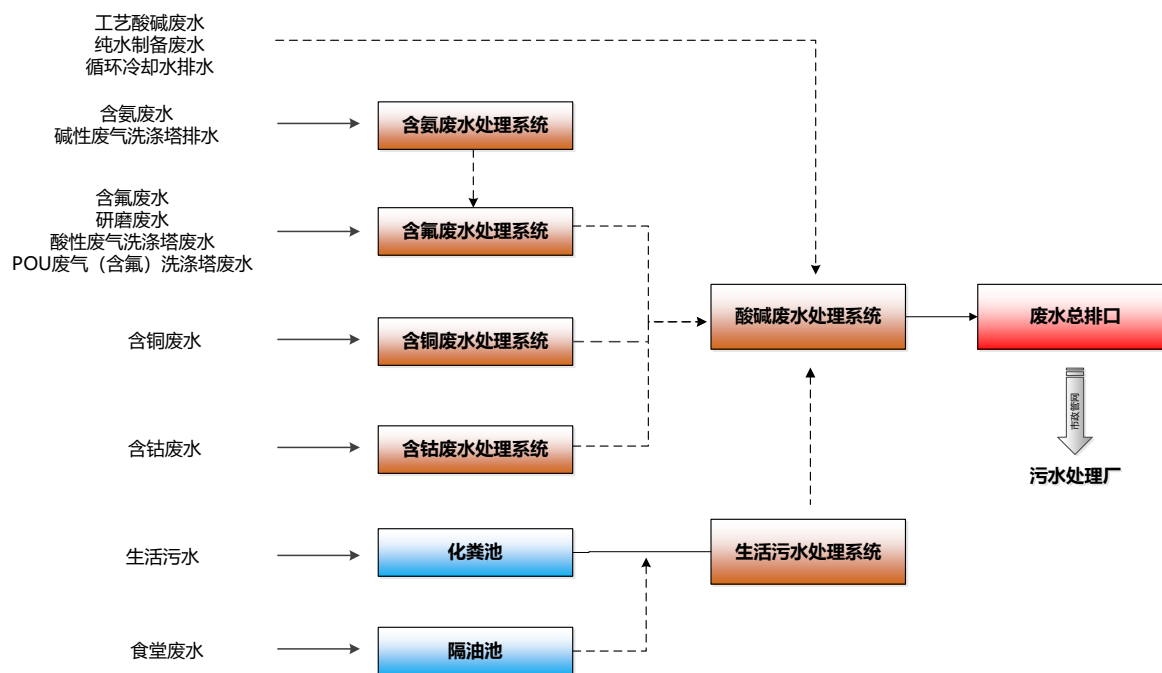 工艺酸碱废水
纯水制备废水
循环冷却水排水
含氨废水
碱性废气洗涤塔排水
含氨废水处理系统
含氟废水
研磨废水
酸性废气洗涤塔废水
POU废气（含氟）洗涤塔废水
含氟废水处理系统
酸碱废水处理系统
废水总排口
含铜废水
含铜废水处理系统
市政管网
含钴废水
含钴废水处理系统
污水处理厂
生活污水
化粪池
生活污水处理系统
食堂废水
隔油池